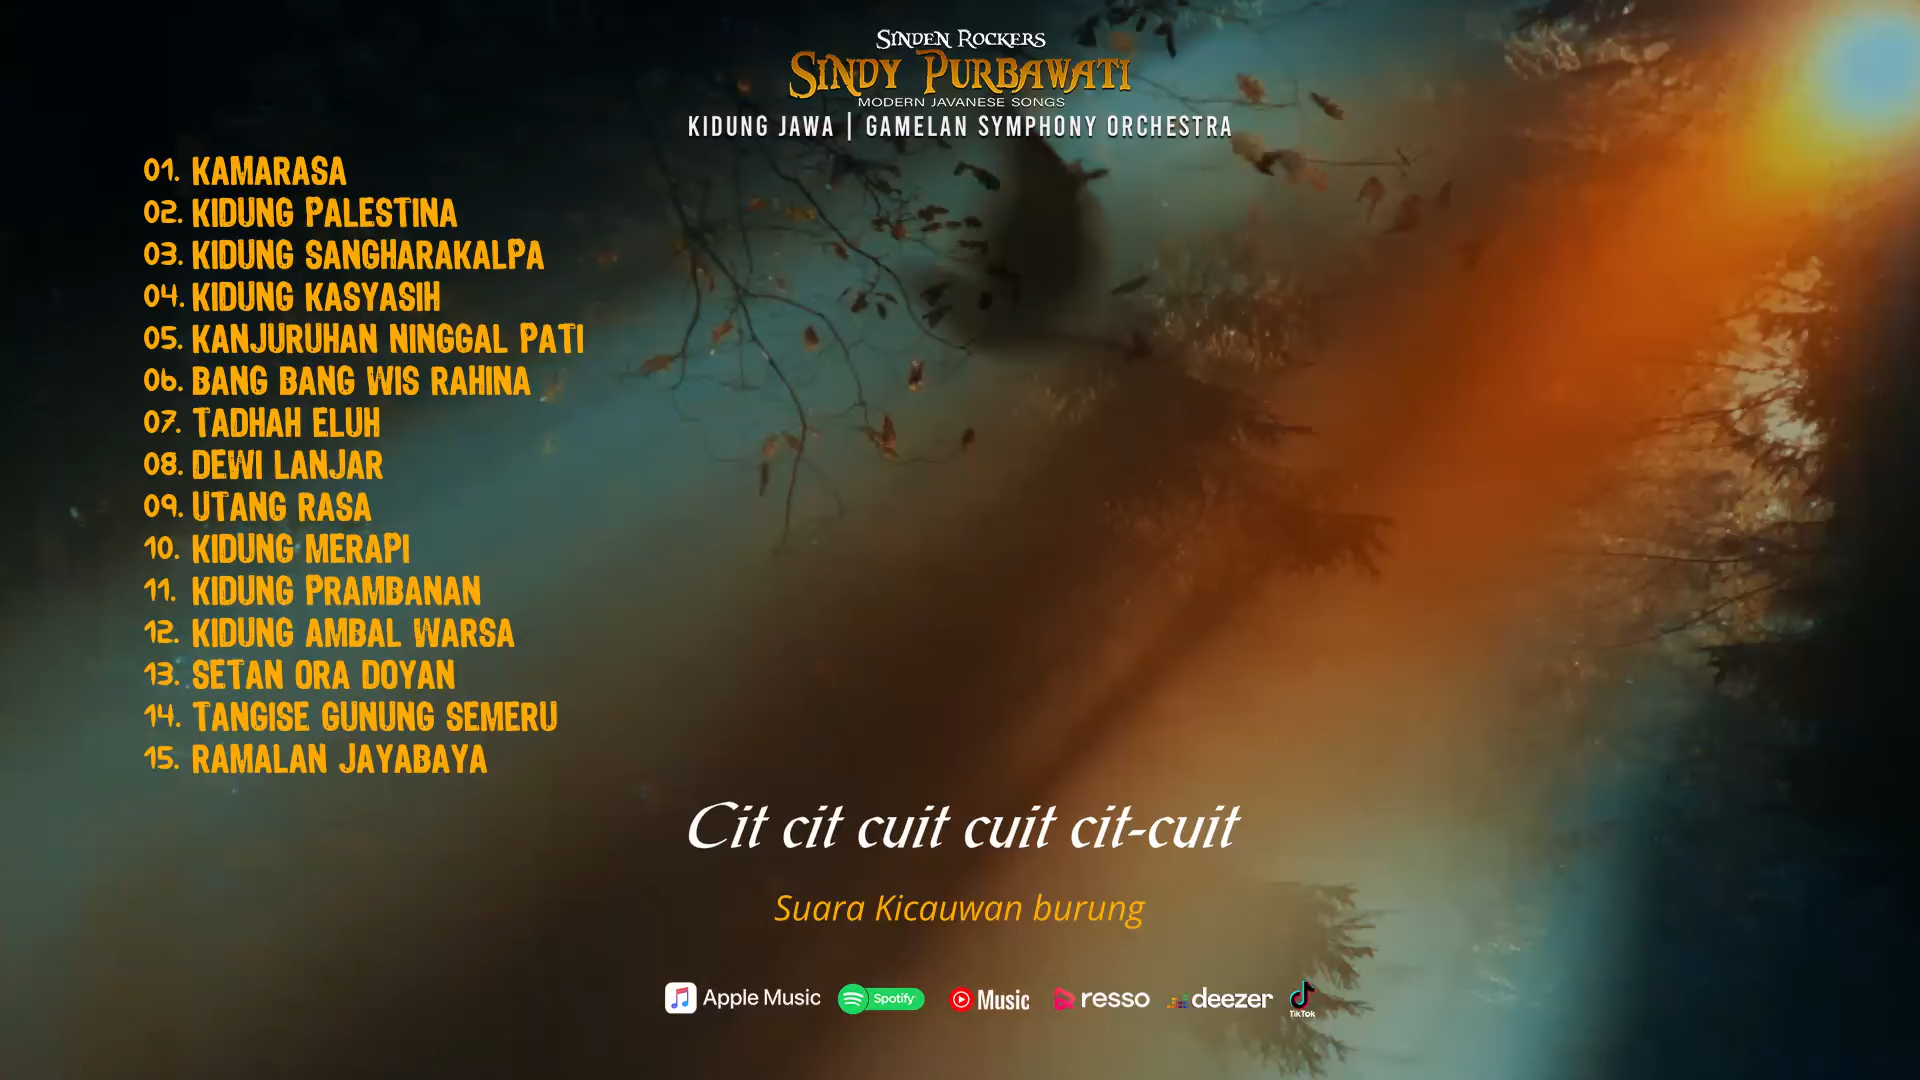 SINDEN ROCKERS
SINDY PURBAWATI
MODERN JAVANESE SONGS
KIDUNG JAWA | GAMELAN SYMPHONY ORCHESTRA
01. KAMARASA
02. KIDUNG PALESTINA
03. KIDUNG SANGHARAKALPA
04. KIDUNG KASYASIH
05. KANJURUHAN NINGGAL PATI
06. BANG BANG WIS RAHINA
07. TADHAH ELUH
08. DEWI LANJAR
09. UTANG RASA
10. KIDUNG MERAPI
11. KIDUNG PRAMBANAN
12. KIDUNG AMBAL WARSA
13. SETAN ORA DOYAN
14. TANGISE GUNUNG SEMERU
15. RAMALAN JAYABAYA
Cit cit cuit cuit cit-cuit
Suara Kicauwan burung
Apple Music Spotify Music resso deezer TikTok